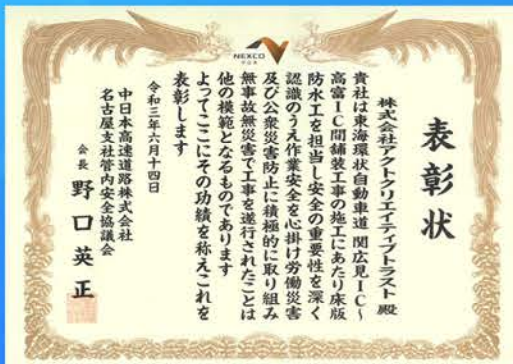 NEXCO
中日本
表彰状
株式会社アクトクリエイティブトラスト 殿
貴社は東海環状自動車道 関広見IC～
高富IC間舗装工事の施工にあたり床版
防水工を担当し安全の重要性を深く
認識のうえ作業安全を心掛け労働災害
及び公衆災害防止に積極的に取り組み
無事故無災害で工事を遂行されたことは
他の模範となるものであります
よってここにその功績を称えこれを
表彰します
令和三年六月十四日
中日本高速道路株式会社
名古屋支社管内安全協議会
会長 野口英正